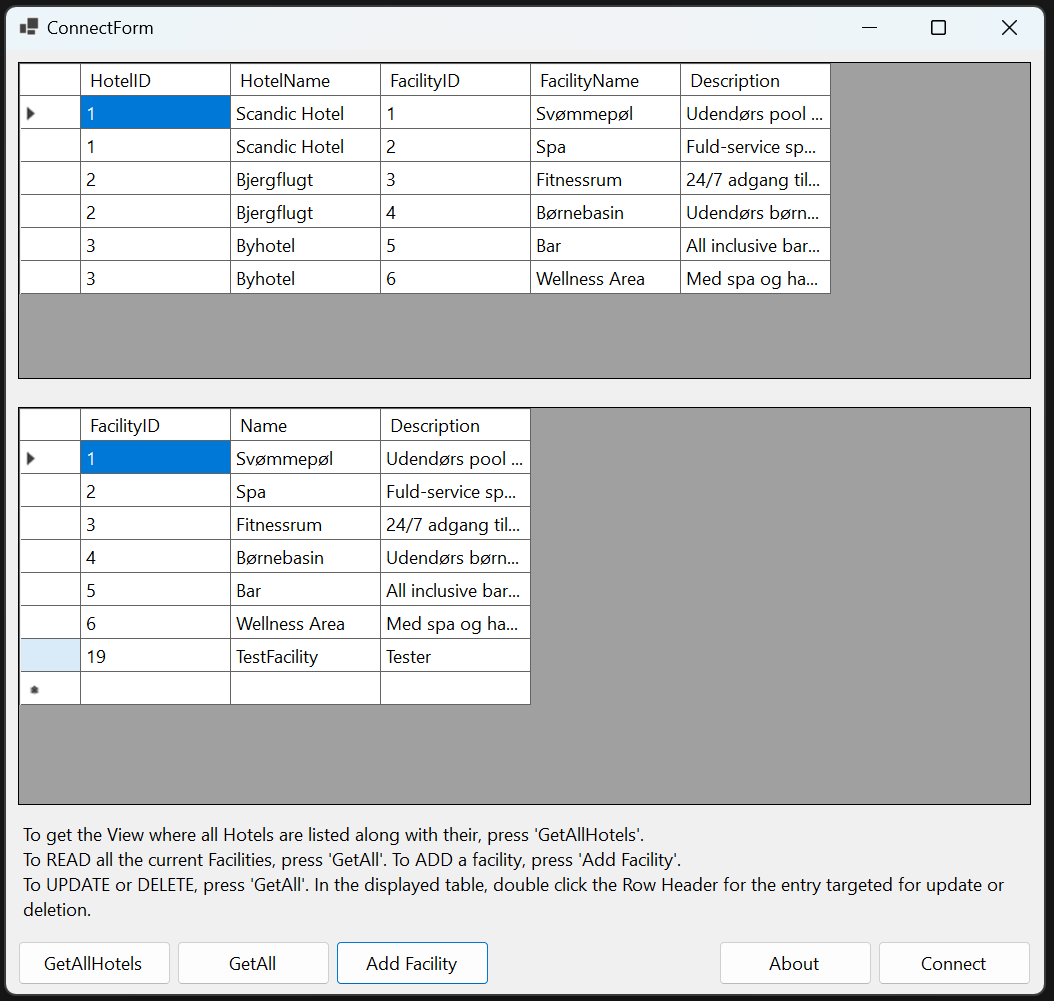 ConnectForm
HotelID HotelName FacilityID FacilityName Description
1 Scandic Hotel 1 Svømmepøl Udendørs pool ...
1 Scandic Hotel 2 Spa Fuld-service sp...
2 Bjergflugt 3 Fitnessrum 24/7 adgang til...
2 Bjergflugt 4 Børnebasin Udendørs børn...
3 Byhotel 5 Bar All inclusive bar...
3 Byhotel 6 Wellness Area Med spa og ha...
FacilityID Name Description
1 Svømmepøl Udendørs pool ...
2 Spa Fuld-service sp...
3 Fitnessrum 24/7 adgang til...
4 Børnebasin Udendørs børn...
5 Bar All inclusive bar...
6 Wellness Area Med spa og ha...
19 TestFacility Tester
To get the View where all Hotels are listed along with their, press 'GetAllHotels'.
To READ all the current Facilities, press 'GetAll'. To ADD a facility, press 'Add Facility'.
To UPDATE or DELETE, press 'GetAll'. In the displayed table, double click the Row Header for the entry targeted for update or
deletion.
GetAllHotels GetAll Add Facility About Connect